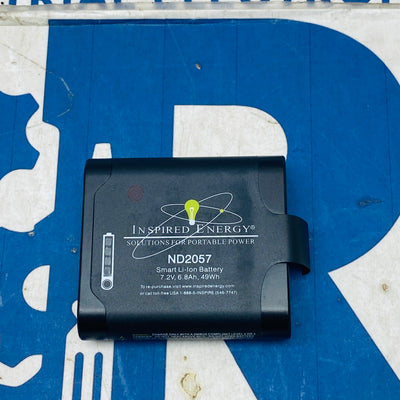 INSPIRED ENERGY®
SOLUTIONS FOR PORTABLE POWER
ND2057
Smart Li-Ion Battery
7.2V, 6.8Ah, 49Wh
To re-purchase visit www.inspiredenergy.com
or call toll-free USA 1-888-5-INSPIRE (546-7747)
R